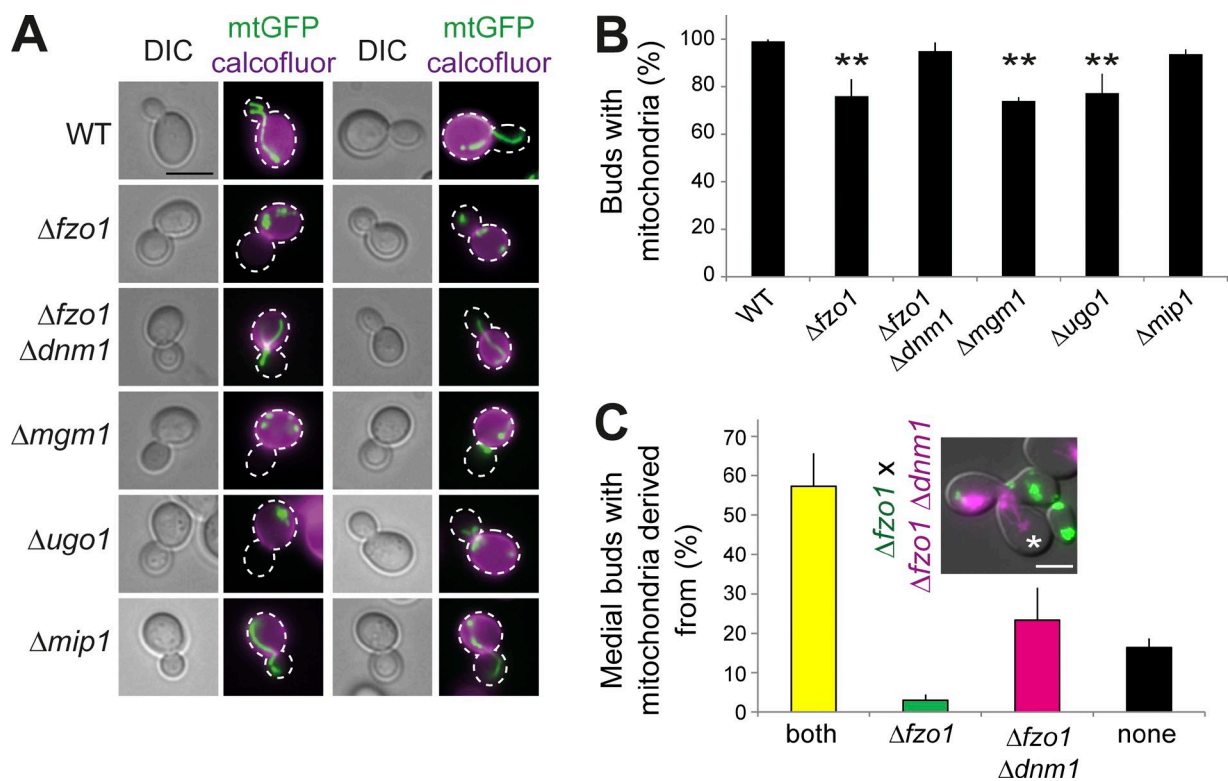 A
DIC
mtGFP
calcofluor
DIC
mtGFP
calcofluor
WT
Δfzo1
Δfzo1
Δdnm1
Δmgm1
Δugo1
Δmip1
B
Buds with
mitochondria (%)
100
80
60
40
20
0
**
**
**
WT
Δfzo1
Δfzo1
Δdnm1
Δmgm1
Δugo1
Δmip1
C
Medial buds with
mitochondria derived
from (%)
70
60
50
40
30
20
10
0
Δfzo1 x
Δfzo1 Δdnm1
*
both
Δfzo1
Δfzo1
Δdnm1
none